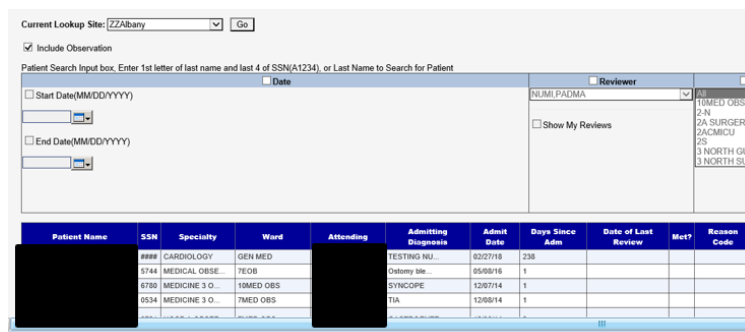 Current Lookup Site: ZZAlbany Go
Include Observation
Patient Search Input box, Enter 1st letter of last name and last 4 of SSN(A1234), or Last Name to Search for Patient
Date
Start Date(MM/DD/YYYY)
End Date(MM/DD/YYYY)
Reviewer
NUMI,PADMA
Show My Reviews
All
10MED OBS
2-N
2A SURGER
2ACMICU
2S
3 NORTH GU
3 NORTH SU
Patient Name SSN Specialty Ward Attending Admitting Diagnosis Admit Date Days Since Adm Date of Last Review Met? Reason Code
#### CARDIOLOGY GEN MED TESTING NU... 02/27/18 238
5744 MEDICAL OBSE... 7EOB Ostomy ble... 05/08/16 1
6780 MEDICINE 3 O... 10MED OBS SYNCOPE 12/07/14 1
0534 MEDICINE 3 O... 7MED OBS TIA 12/08/14 1